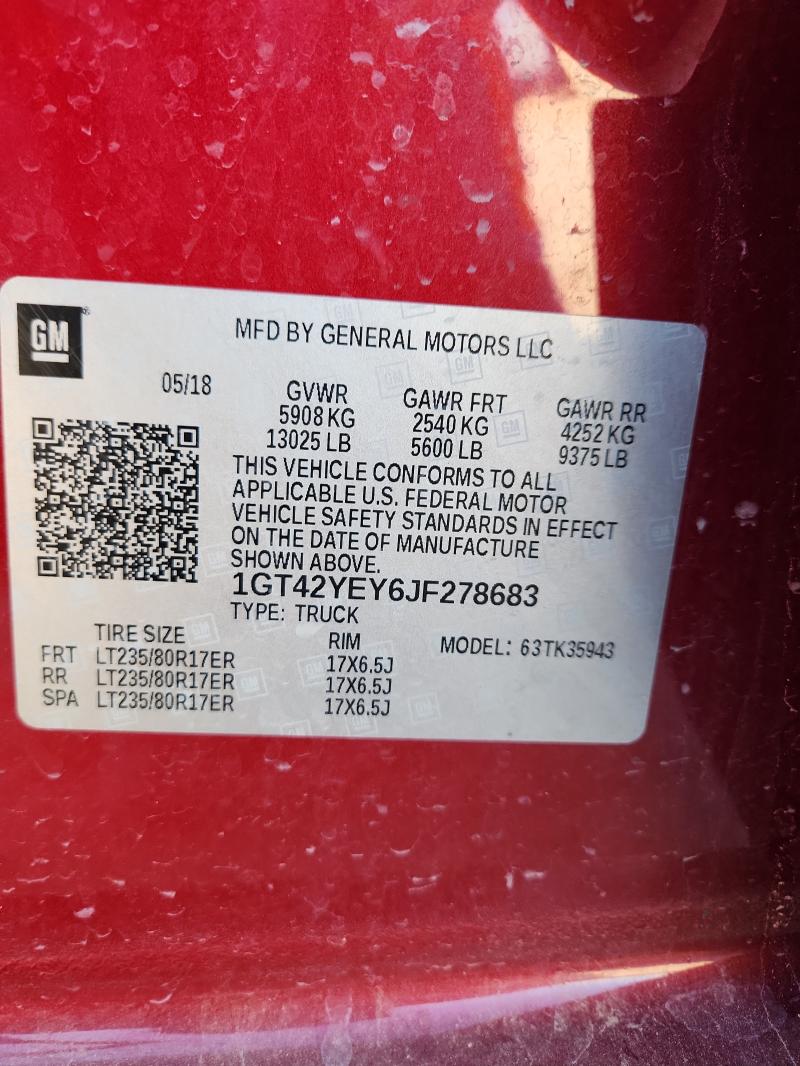 GM
MFD BY GENERAL MOTORS LLC
05/18
GVWR
5908 KG
13025 LB
GAWR FRT
2540 KG
5600 LB
GAWR RR
4252 KG
9375 LB
THIS VEHICLE CONFORMS TO ALL
APPLICABLE U.S. FEDERAL MOTOR
VEHICLE SAFETY STANDARDS IN EFFECT
ON THE DATE OF MANUFACTURE
SHOWN ABOVE.
1GT42YEY6JF278683
TYPE: TRUCK
TIRE SIZE RIM MODEL: 63TK35943
FRT LT235/80R17ER 17X6.5J
RR LT235/80R17ER 17X6.5J
SPA LT235/80R17ER 17X6.5J